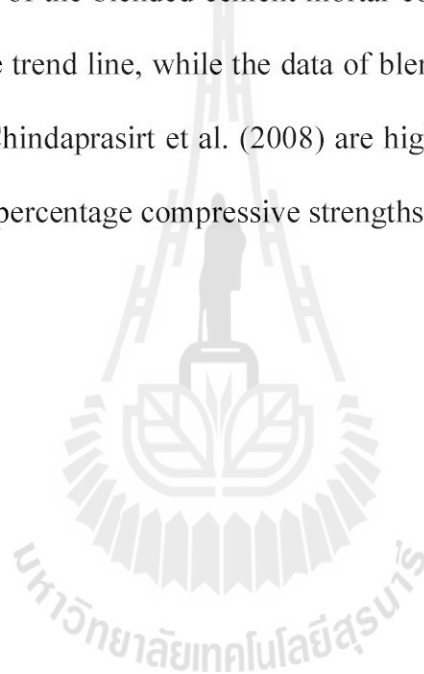 of the blended cement mortar co
e trend line, while the data of bler
Chindaprasirt et al. (2008) are hig
percentage compressive strengths
มหาวิทยาลัยเทคโนโลยีสุรนารี